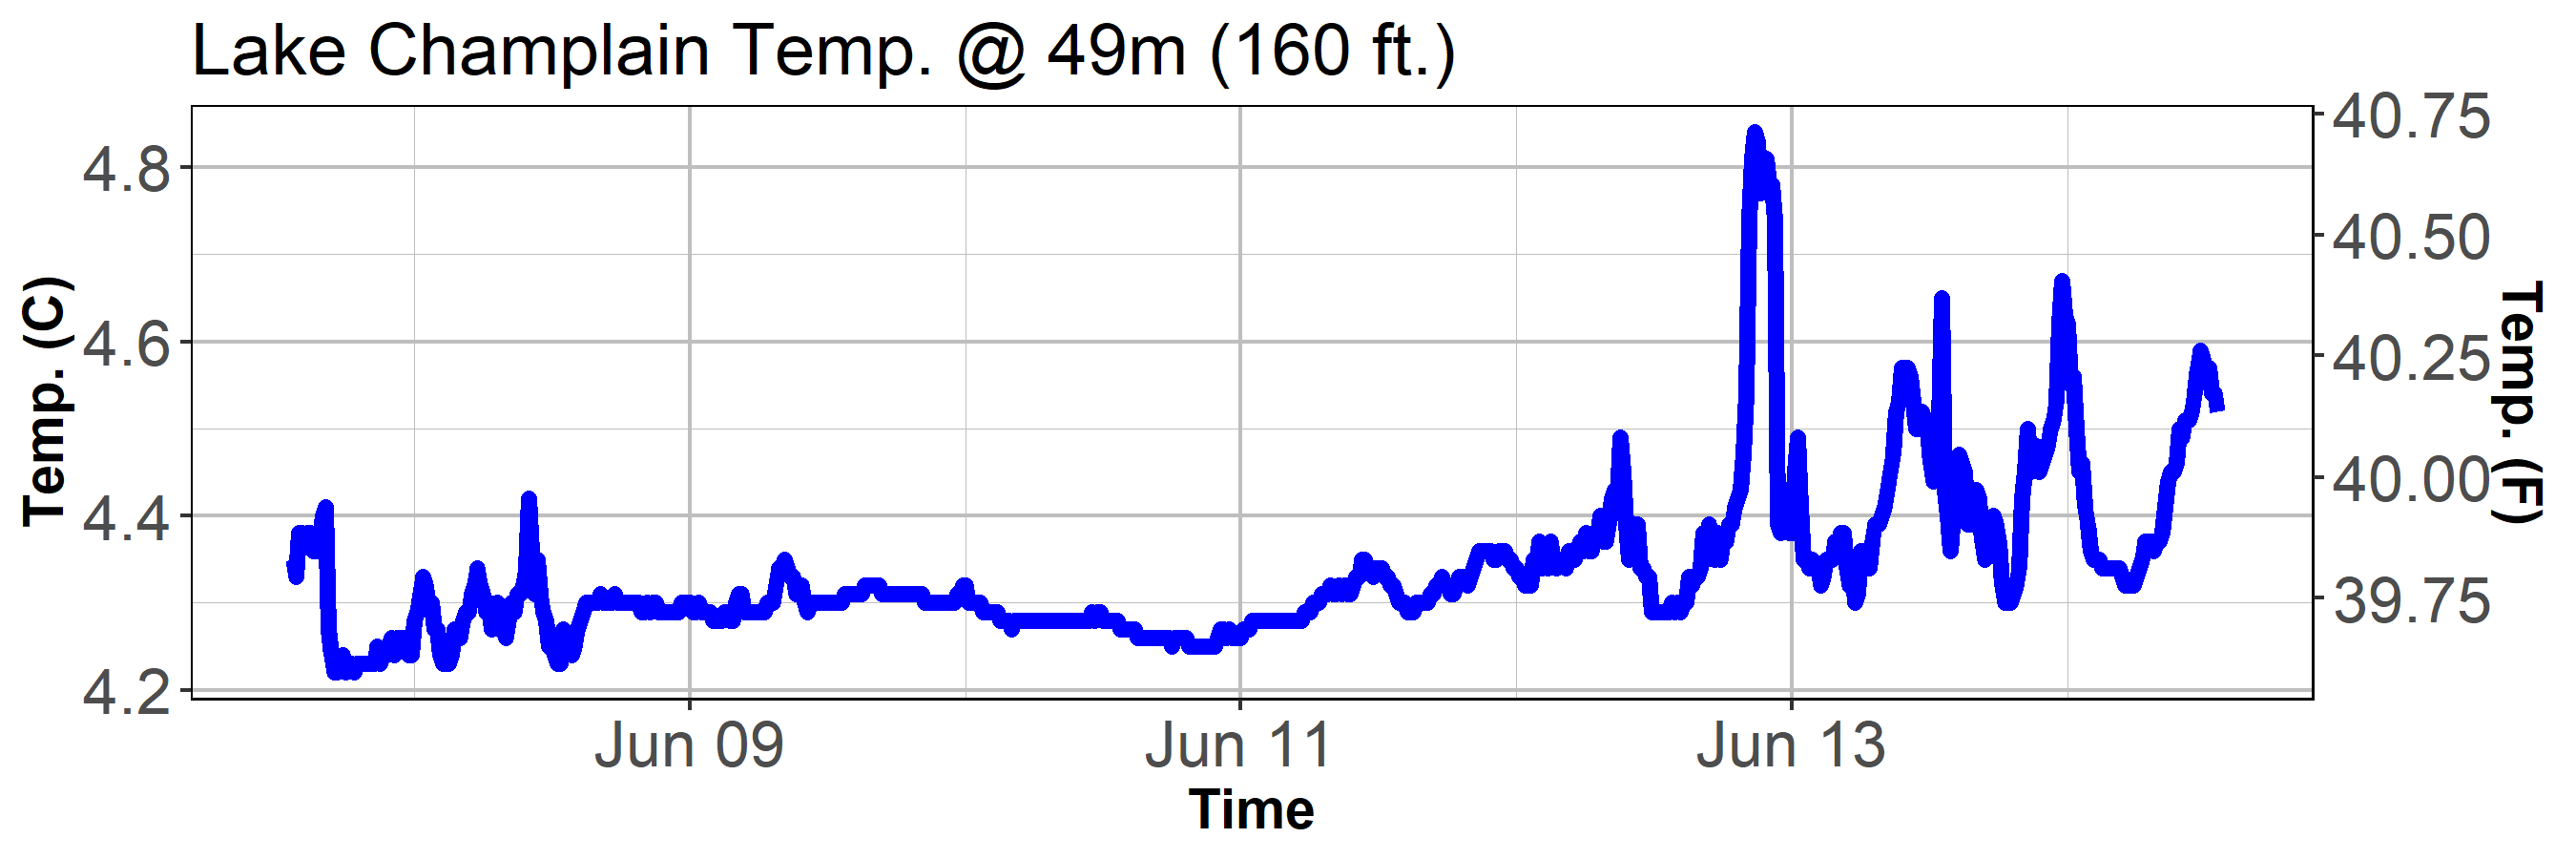 Lake Champlain Temp. @ 49m (160 ft.)
Temp. (C)
4.8
4.6
4.4
4.2
40.75
40.50
40.25
40.00
39.75
Temp. (F)
Jun 09
Jun 11
Jun 13
Time